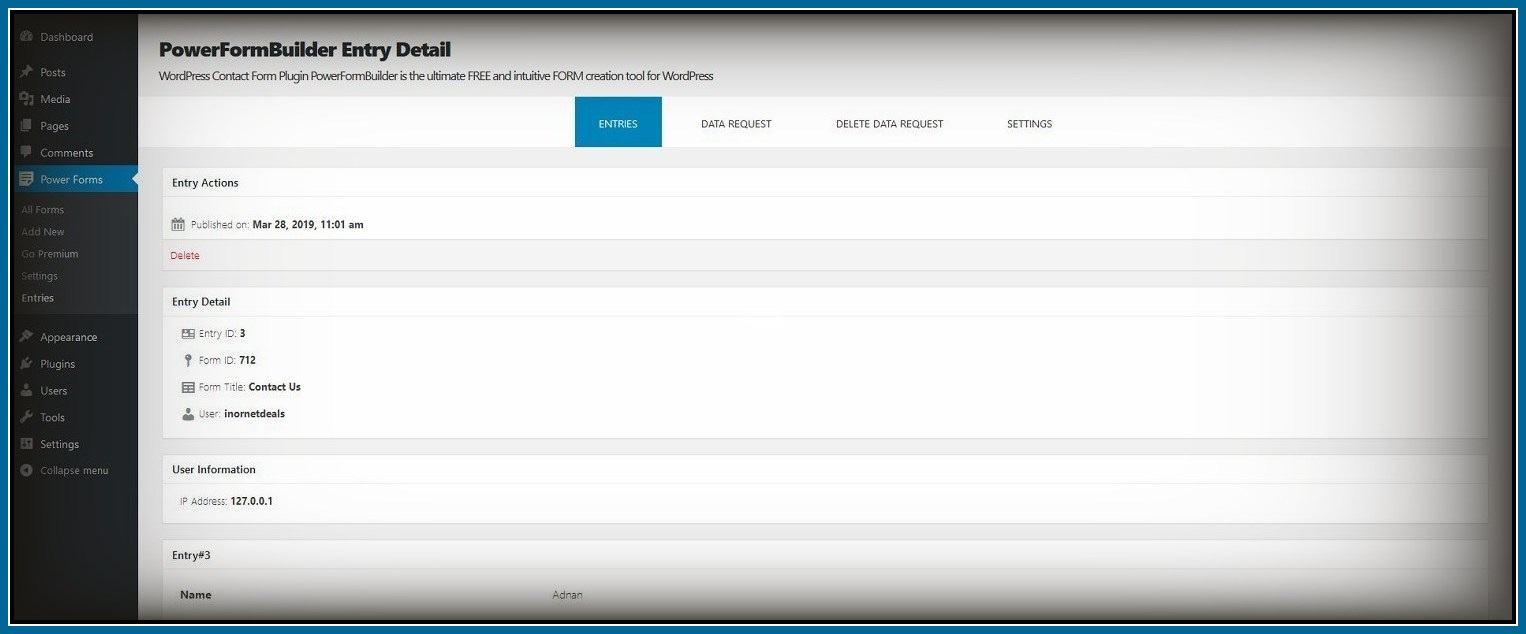 Dashboard
Posts
Media
Pages
Comments
Power Forms
All Forms
Add New
Go Premium
Settings
Entries
Appearance
Plugins
Users
Tools
Settings
Collapse menu
PowerFormBuilder Entry Detail
WordPress Contact Form Plugin PowerFormBuilder is the ultimate FREE and intuitive FORM creation tool for WordPress
ENTRIES DATA REQUEST DELETE DATA REQUEST SETTINGS
Entry Actions
Published on: Mar 28, 2019, 11:01 am
Delete
Entry Detail
Entry ID: 3
Form ID: 712
Form Title: Contact Us
User: inornetdeals
User Information
IP Address: 127.0.0.1
Entry#3
Name Adnan